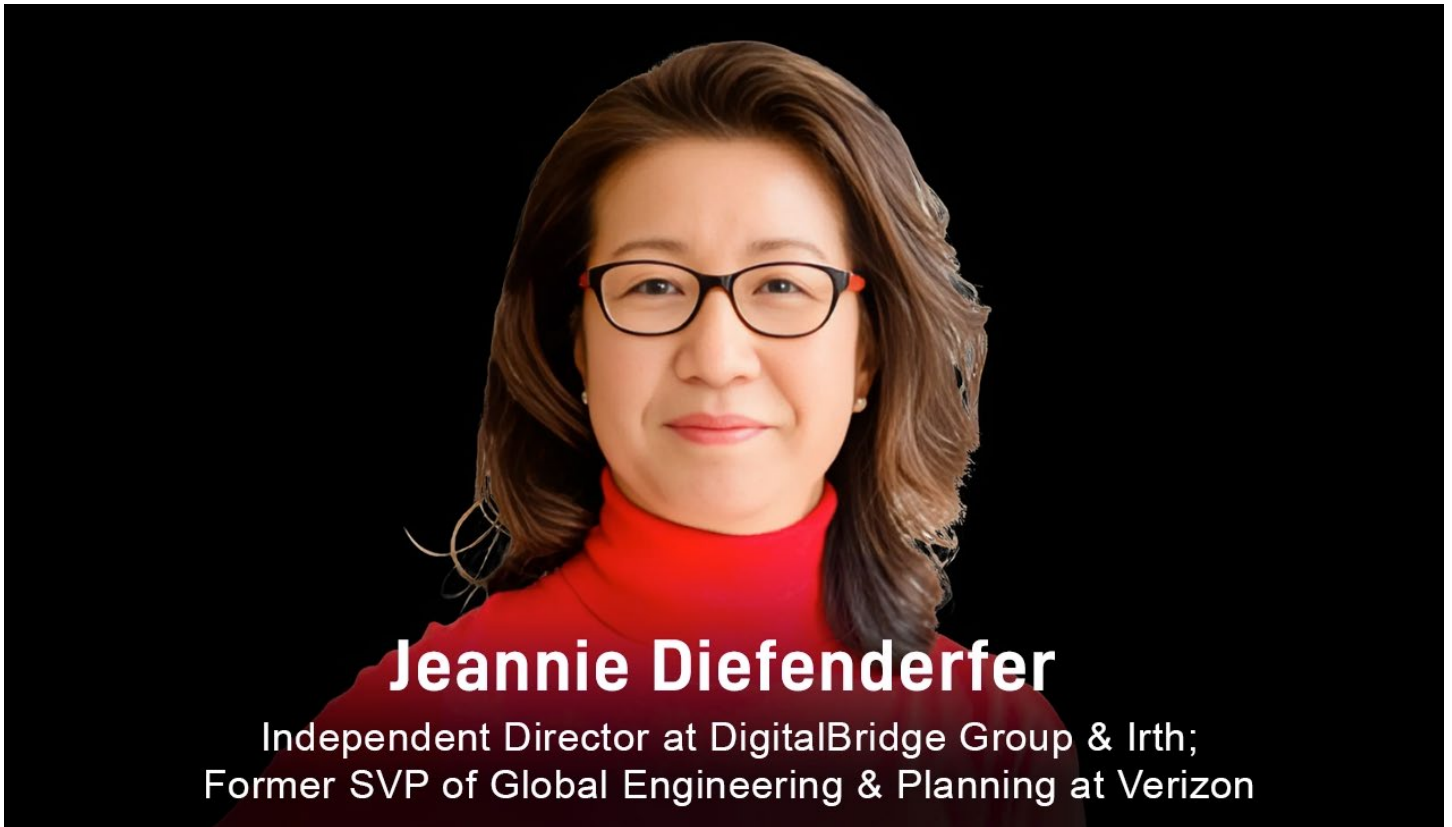 Jeannie Diefenderfer
Independent Director at DigitalBridge Group & Irth;
Former SVP of Global Engineering & Planning at Verizon